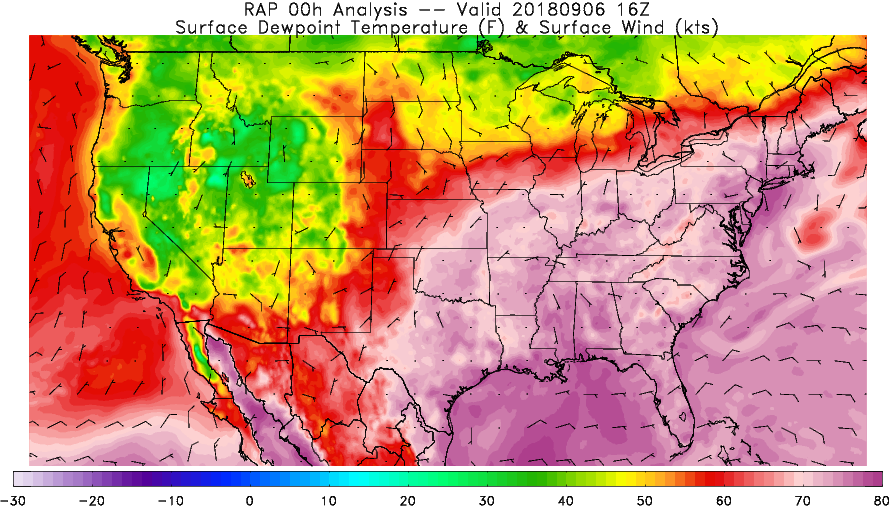 RAP 00h Analysis -- Valid 20180906 16Z
Surface Dewpoint Temperature (F) & Surface Wind (kts)
-30 -20 -10 0 10 20 30 40 50 60 70 80